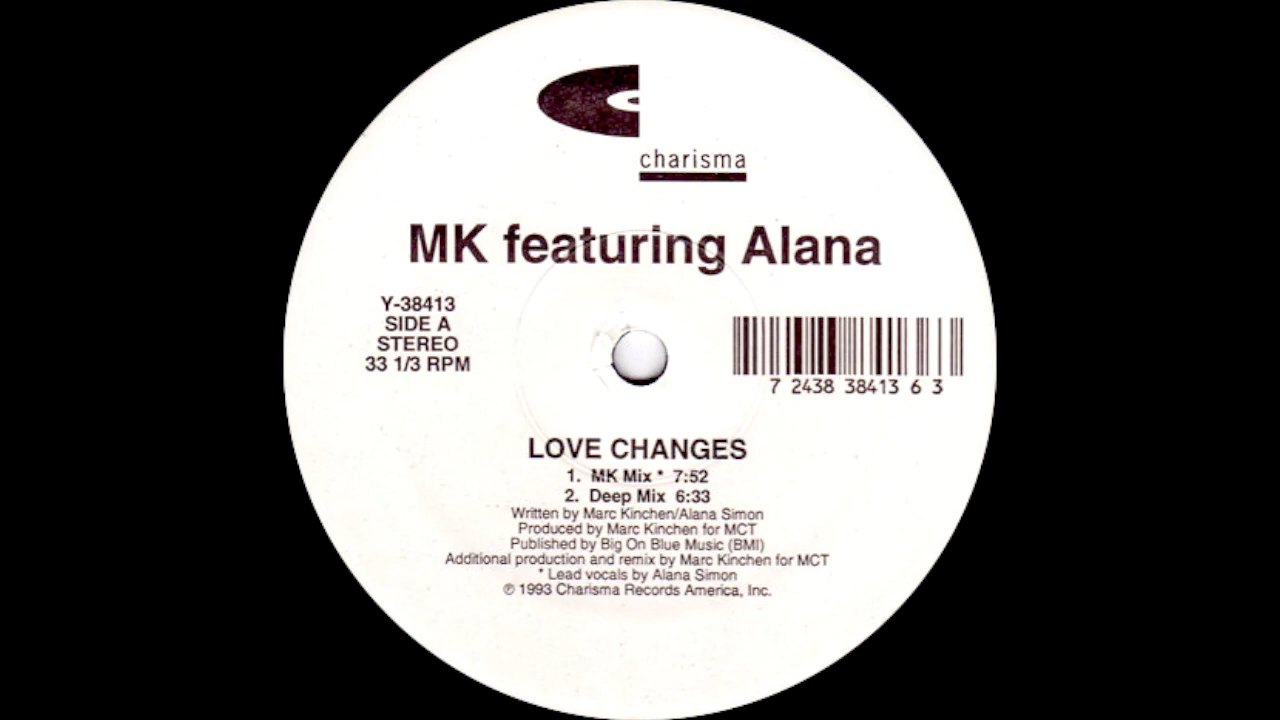 charisma
MK featuring Alana
Y-38413
SIDE A
STEREO
33 1/3 RPM
7 2438 38413 6 3
LOVE CHANGES
1. MK Mix * 7:52
2. Deep Mix 6:33
Written by Marc Kinchen/Alana Simon
Produced by Marc Kinchen for MCT
Published by Big On Blue Music (BMI)
Additional production and remix by Marc Kinchen for MCT
* Lead vocals by Alana Simon
℗ 1993 Charisma Records America, Inc.